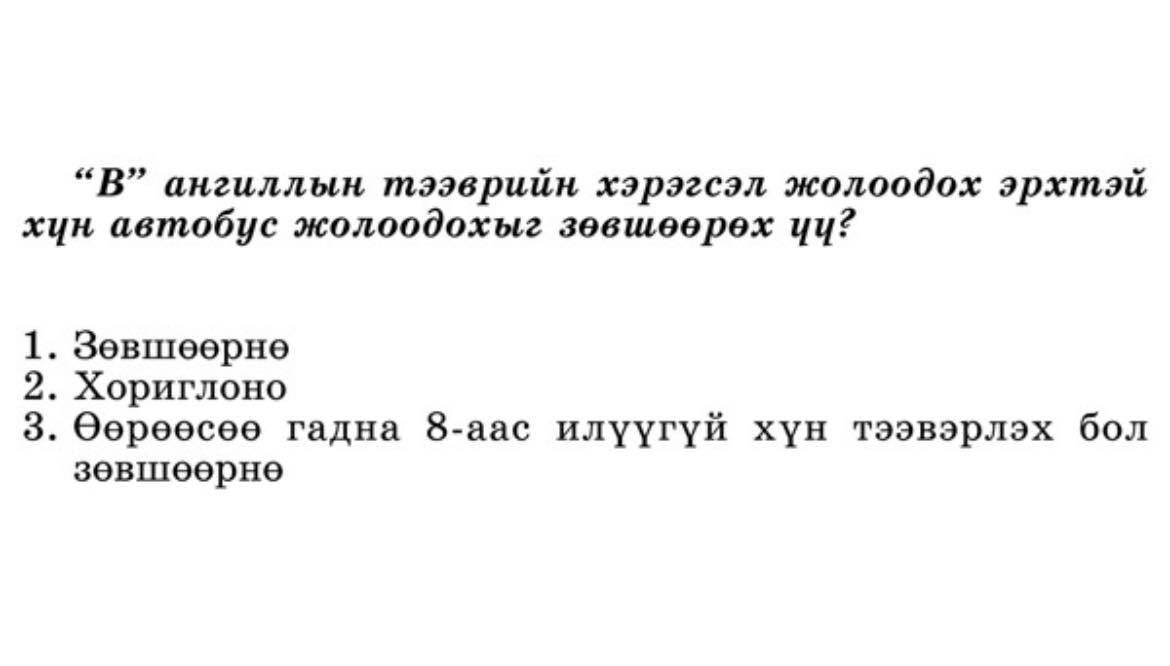 “В” ангиллын тээврийн хэрэгсэл жолоодох эрхтэй
хүн автобус жолоодохыг зөвшөөрөх үү?
1. Зөвшөөрнө
2. Хориглоно
3. Өөрөөсөө гадна 8-аас илүүгүй хүн тээвэрлэх бол
зөвшөөрнө